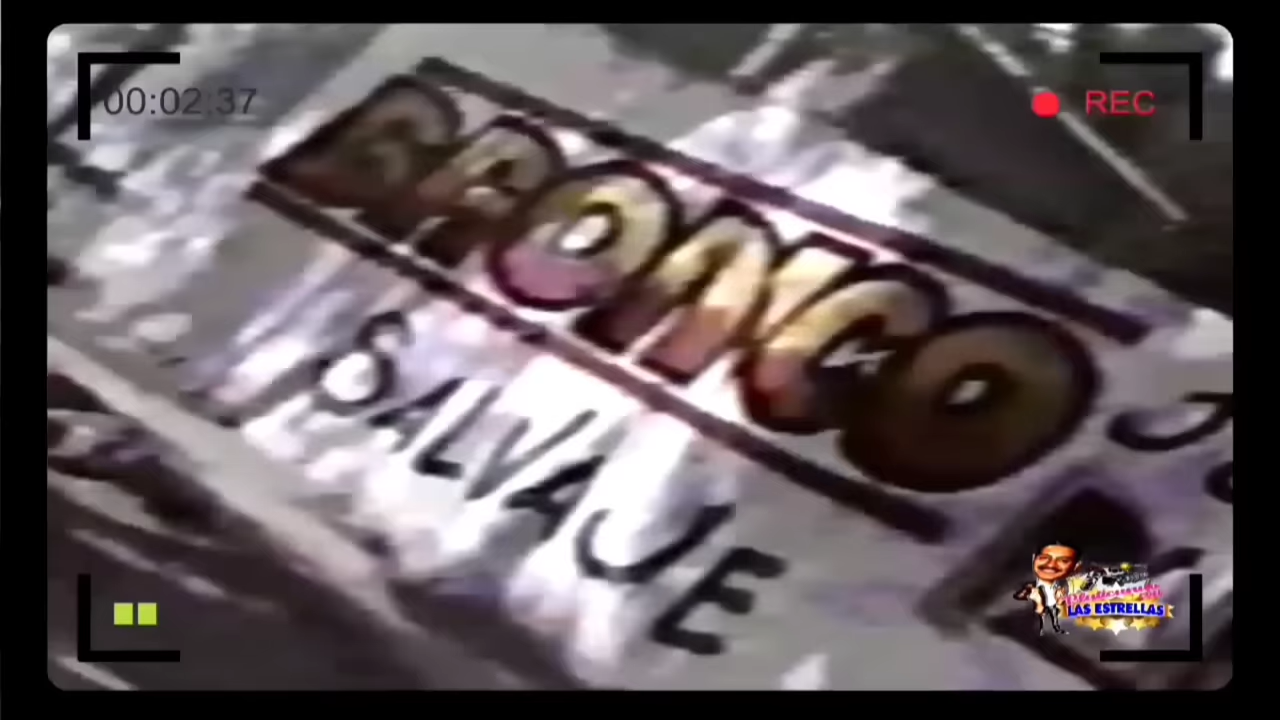 00:02:37
REC
BRONCO
SALVAJE
LAS ESTRELLAS